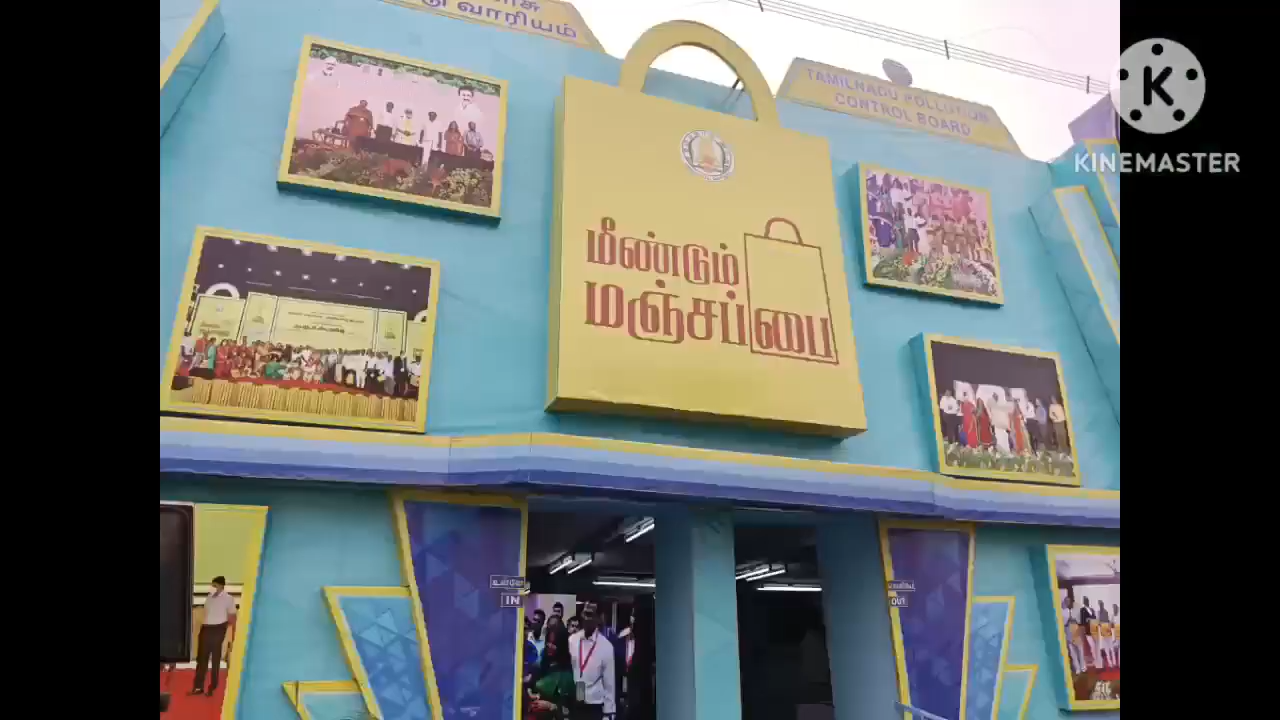 வாரியம்
TAMILNADU POLLUTION
CONTROL BOARD
KINEMASTER
மீண்டும்
மஞ்சப்பை
IN
OUT